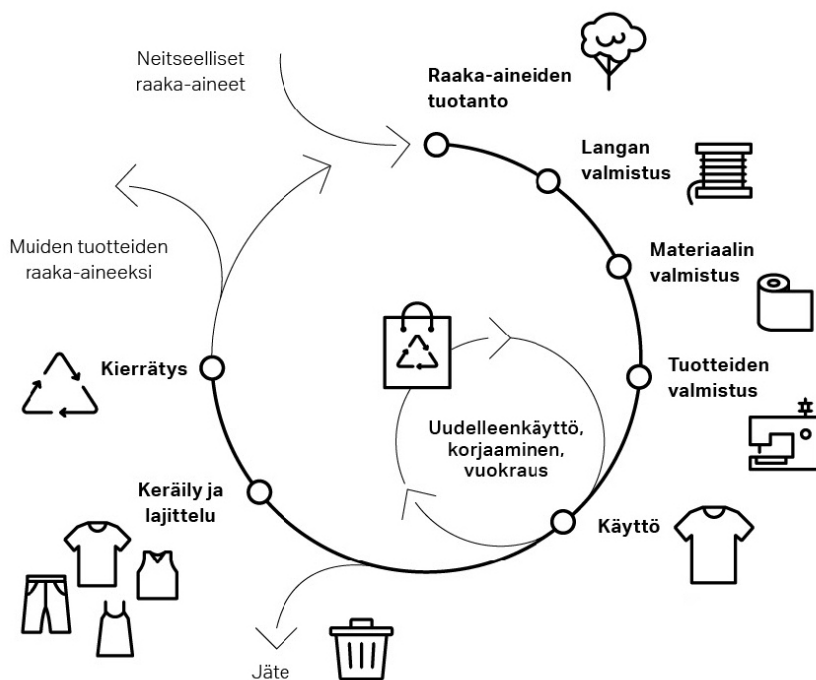 Neitseelliset
raaka-aineet
Raaka-aineiden
tuotanto
Langan
valmistus
Materiaalin
valmistus
Tuotteiden
valmistus
Käyttö
Uudelleenkäyttö,
korjaaminen,
vuokraus
Jäte
Keräily ja
lajittelu
Kierrätys
Muiden tuotteiden
raaka-aineeksi